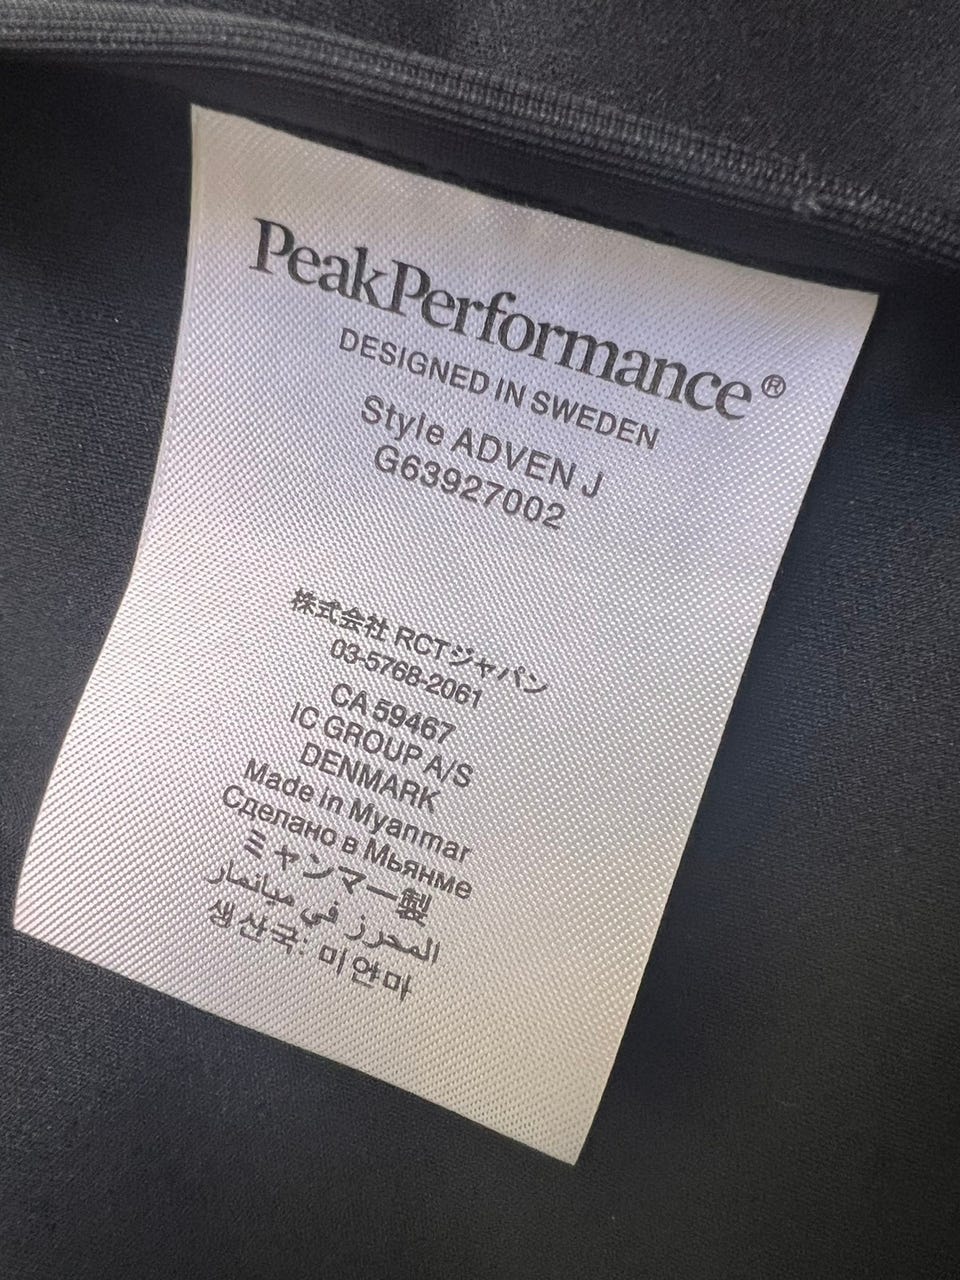 PeakPerformance®
DESIGNED IN SWEDEN
Style ADVEN J
G63927002
株式会社 RCTジャパン
03-5768-2061
CA 59467
IC GROUP A/S
DENMARK
Made in Myanmar
Сделано в Мьянме
ミャンマー製
المحرز في ميانمار
생산국: 미얀마